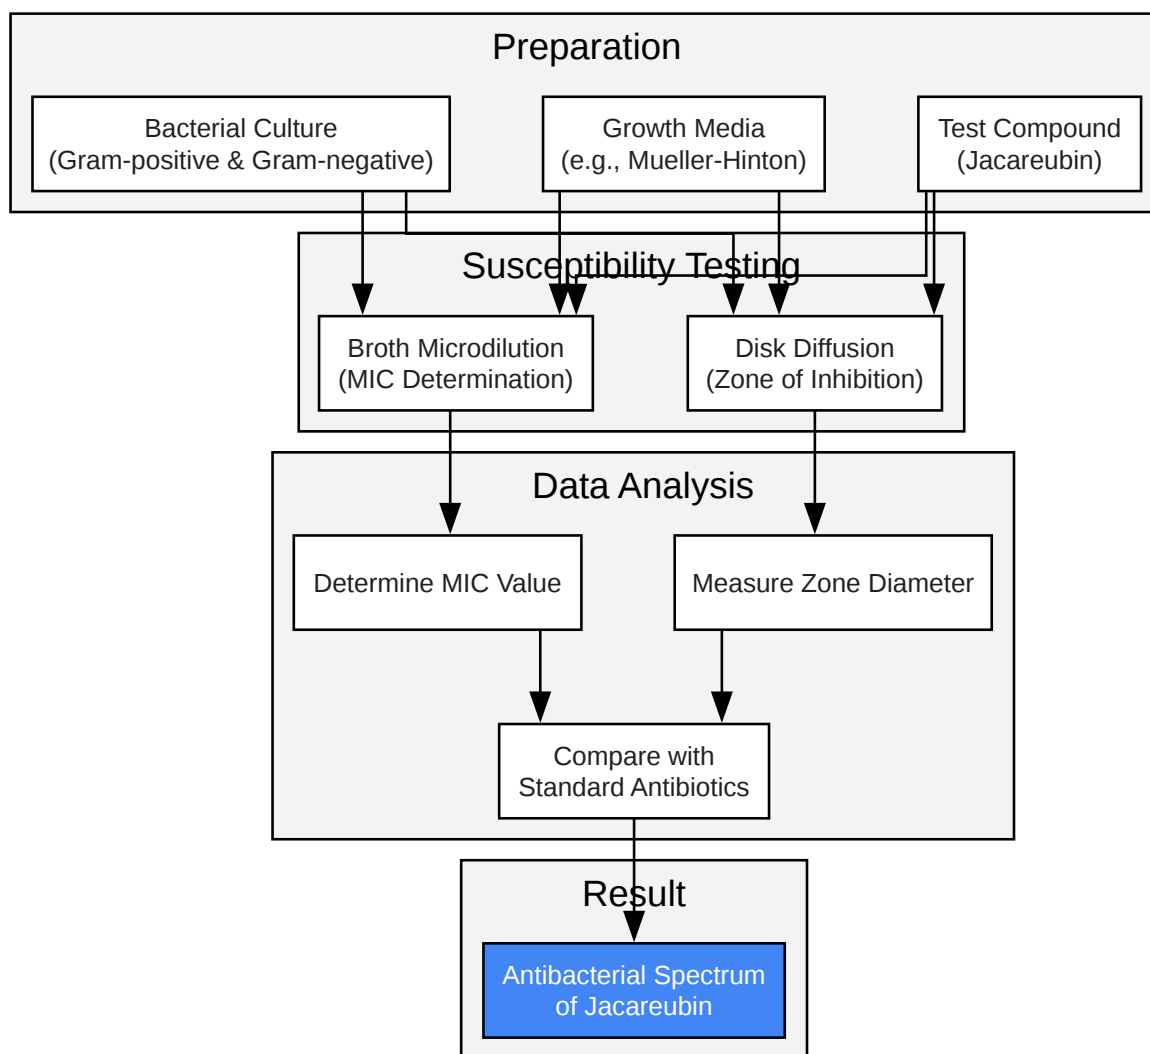 Preparation
Bacterial Culture
(Gram-positive & Gram-negative)
Growth Media
(e.g., Mueller-Hinton)
Test Compound
(Jacareubin)
Susceptibility Testing
Broth Microdilution
(MIC Determination)
Disk Diffusion
(Zone of Inhibition)
Data Analysis
Determine MIC Value
Measure Zone Diameter
Compare with
Standard Antibiotics
Result
Antibacterial Spectrum
of Jacareubin